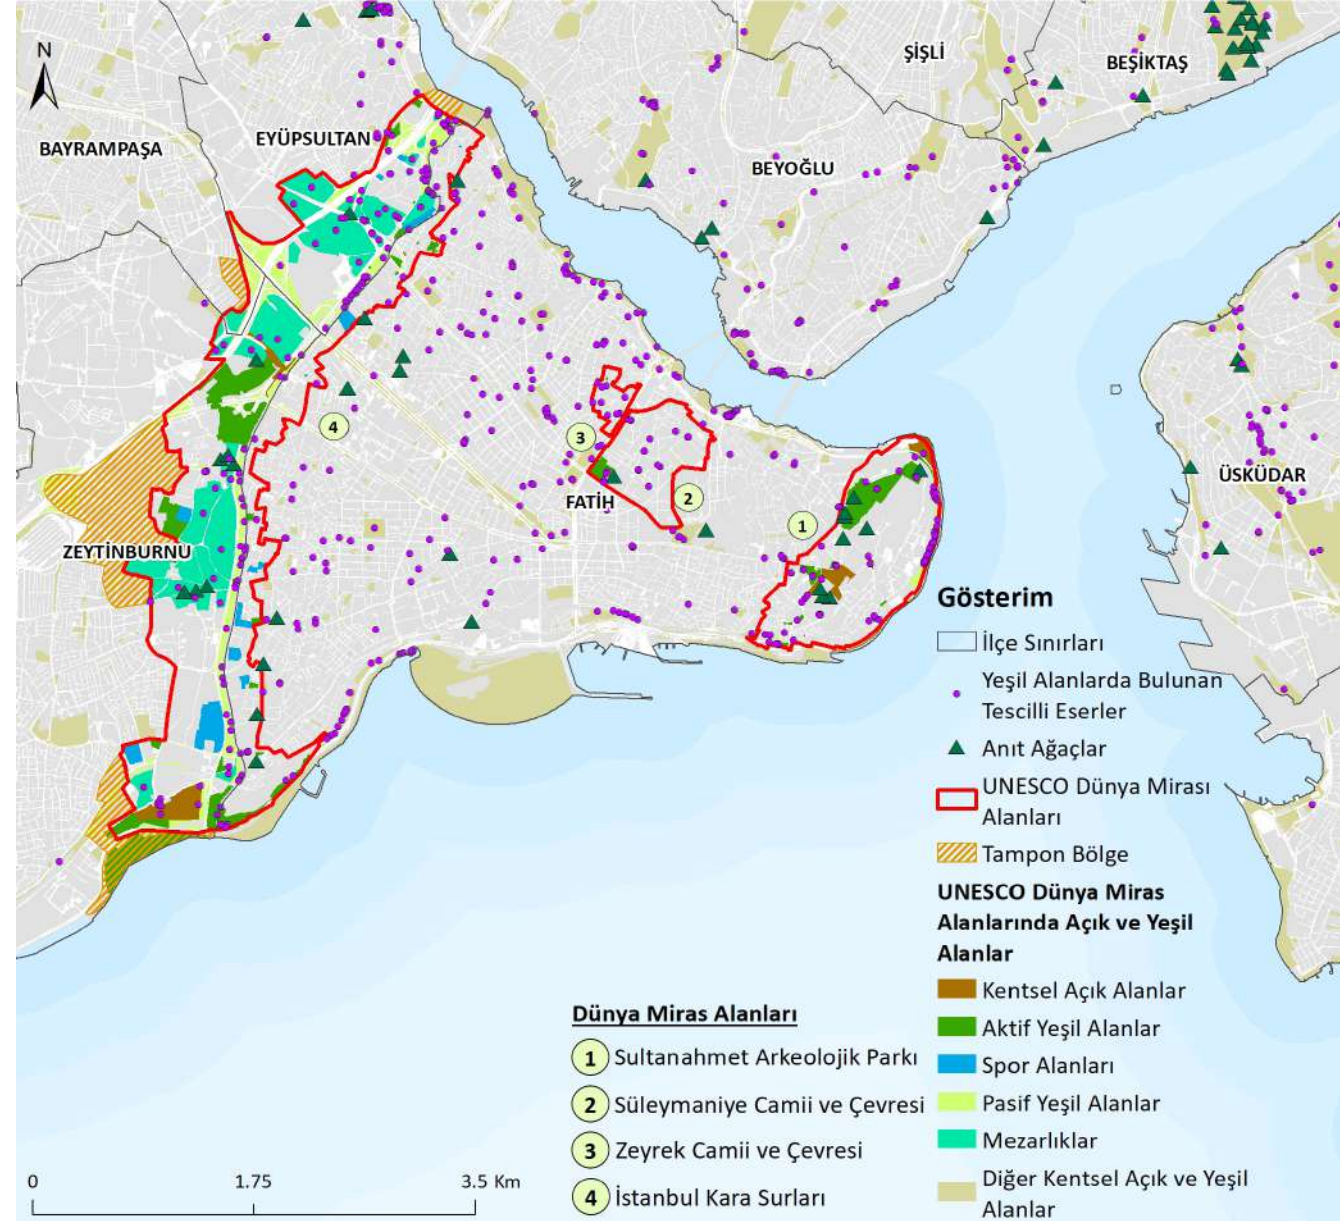 N
ŞİŞLİ
BEŞİKTAŞ
BAYRAMPAŞA
EYÜPSULTAN
BEYOĞLU
4
3
FATİH
2
1
ÜSKÜDAR
ZEYTİNBURNU
Gösterim
İlçe Sınırları
Yeşil Alanlarda Bulunan
Tescilli Eserler
Anıt Ağaçlar
UNESCO Dünya Mirası
Alanları
Tampon Bölge
UNESCO Dünya Miras
Alanlarında Açık ve Yeşil
Alanlar
Kentsel Açık Alanlar
Aktif Yeşil Alanlar
Spor Alanları
Pasif Yeşil Alanlar
Mezarlıklar
Diğer Kentsel Açık ve Yeşil
Alanlar
Dünya Miras Alanları
1 Sultanahmet Arkeolojik Parkı
2 Süleymaniye Camii ve Çevresi
3 Zeyrek Camii ve Çevresi
4 İstanbul Kara Surları
0 1.75 3.5 Km